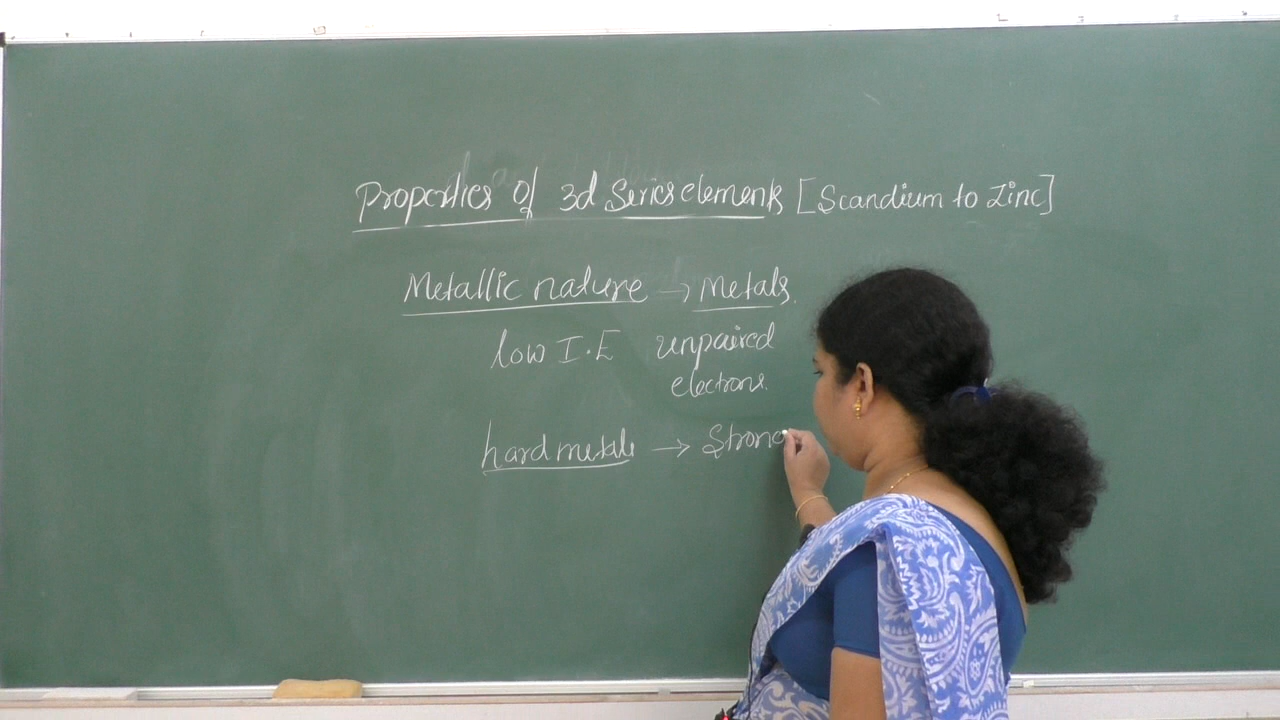 Properties of 3d Series elements [Scandium to Zinc]
Metallic nature → Metals.
low I.E unpaired
electrons.
hard metals → Strong